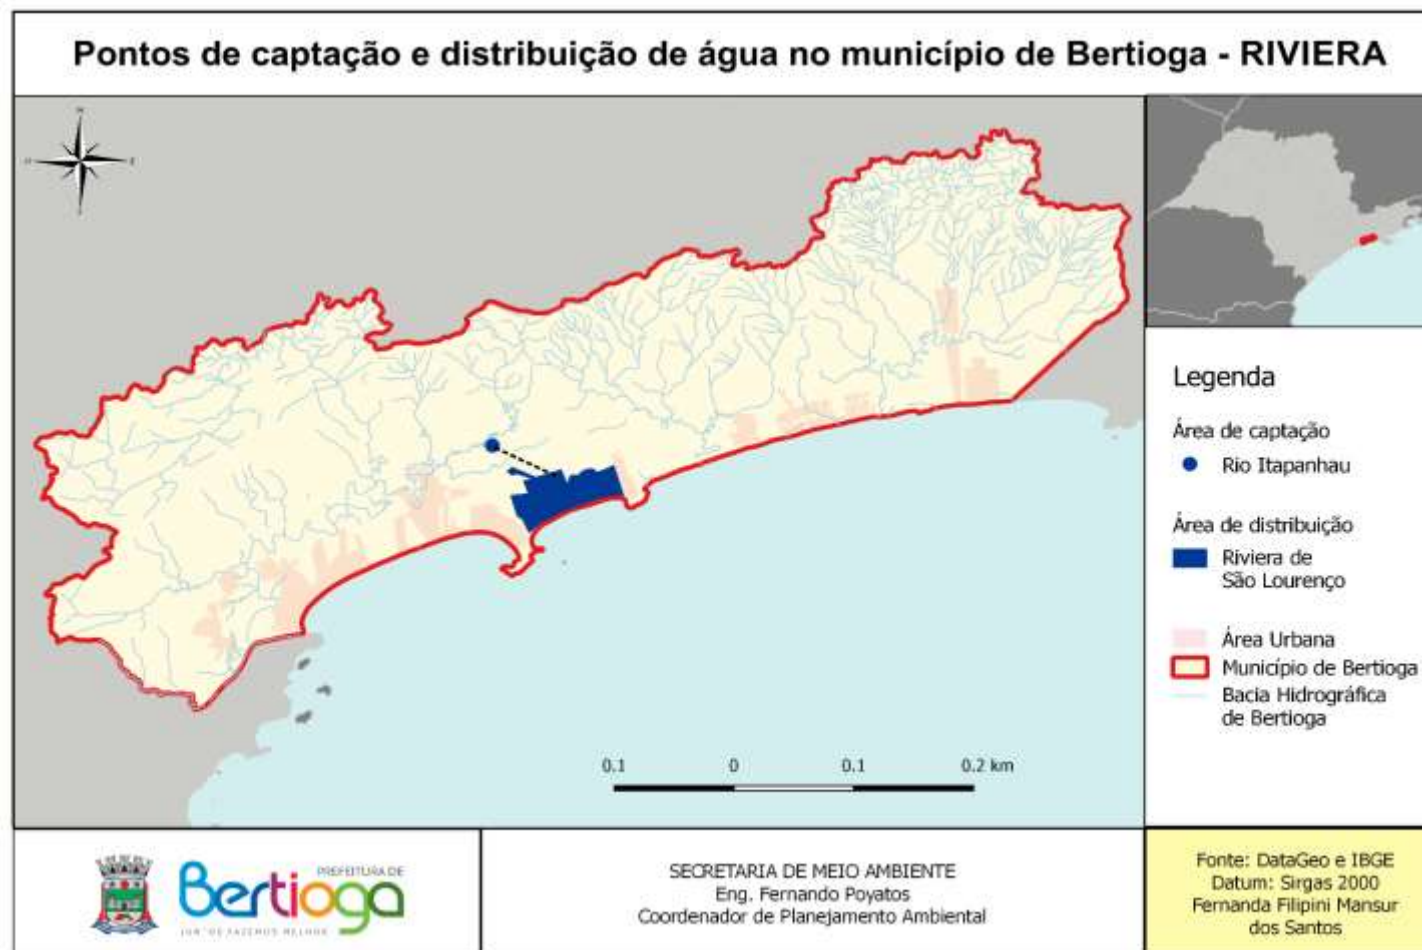 Pontos de captação e distribuição de água no município de Bertioga - RIVIERA
Legenda
Área de captação
Rio Itapanhau
Área de distribuição
Riviera de
São Lourenço
Área Urbana
Município de Bertioga
Bacia Hidrográfica
de Bertioga
0.1 0 0.1 0.2 km
PREFEITURA DE
Bertioga
JUNTOS FAZEMOS MELHOR
SECRETARIA DE MEIO AMBIENTE
Eng. Fernando Poyatos
Coordenador de Planejamento Ambiental
Fonte: DataGeo e IBGE
Datum: Sirgas 2000
Fernanda Filipini Mansur
dos Santos